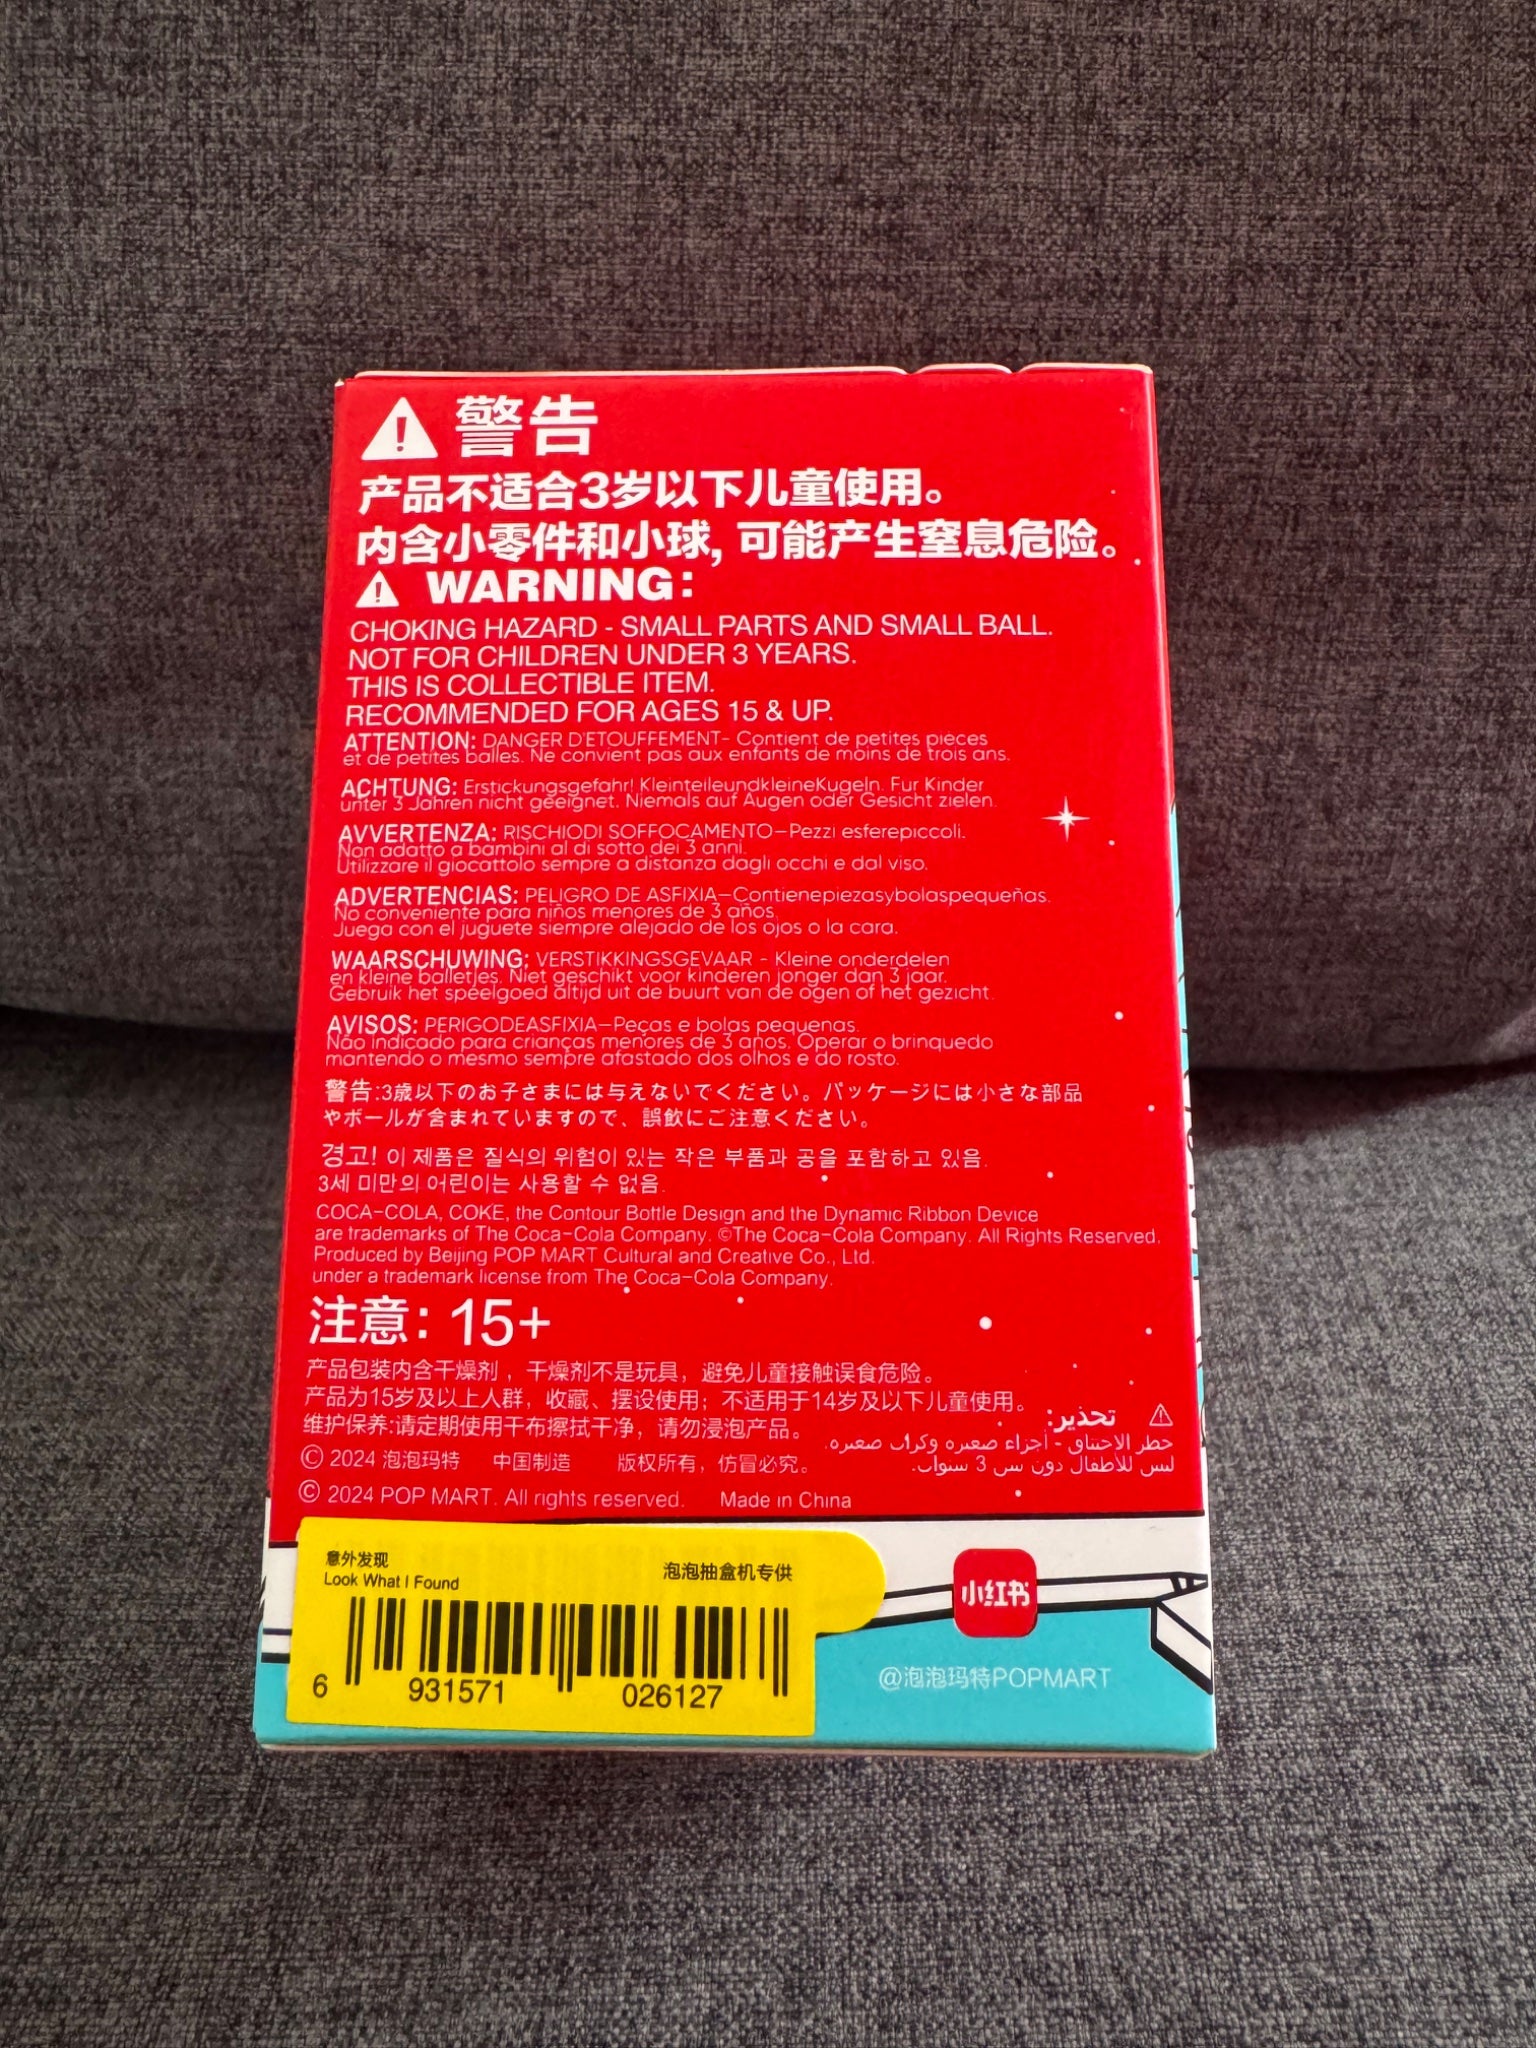 警告
产品不适合3岁以下儿童使用。
内含小零件和小球, 可能产生窒息危险。
WARNING:
CHOKING HAZARD - SMALL PARTS AND SMALL BALL.
NOT FOR CHILDREN UNDER 3 YEARS.
THIS IS COLLECTIBLE ITEM.
RECOMMENDED FOR AGES 15 & UP.
ATTENTION: DANGER D'ETOUFFEMENT- Contient de petites pièces
et de petites balles. Ne convient pas aux enfants de moins de trois ans.
ACHTUNG: Erstickungsgefahr! KleinteileundkleineKugeln. Fur Kinder
unter 3 Jahren nicht geeignet. Niemals auf Augen oder Gesicht zielen.
AVVERTENZA: RISCHIODI SOFFOCAMENTO–Pezzi esferepiccoli.
Non adatto a bambini al di sotto dei 3 anni.
Utilizzare il giocattolo sempre a distanza dagli occhi e dal viso.
ADVERTENCIAS: PELIGRO DE ASFIXIA–Contienepiezasybolaspequeñas.
No conveniente para niños menores de 3 años.
Juega con el juguete siempre alejado de los ojos o la cara.
WAARSCHUWING: VERSTIKKINGSGEVAAR - Kleine onderdelen
en kleine balletjes. Niet geschikt voor kinderen jonger dan 3 jaar.
Gebruik het speelgoed altijd uit de buurt van de ogen of het gezicht.
AVISOS: PERIGODEASFIXIA–Peças e bolas pequenas.
Não indicado para crianças menores de 3 anos. Operar o brinquedo
mantendo o mesmo sempre afastado dos olhos e do rosto.
警告:3歳以下のお子さまには与えないでください。パッケージには小さな部品
やボールが含まれていますので、誤飲にご注意ください。
경고! 이 제품은 질식의 위험이 있는 작은 부품과 공을 포함하고 있음.
3세 미만의 어린이는 사용할 수 없음.
COCA-COLA, COKE, the Contour Bottle Design and the Dynamic Ribbon Device
are trademarks of The Coca-Cola Company. ©The Coca-Cola Company. All Rights Reserved.
Produced by Beijing POP MART Cultural and Creative Co., Ltd.
under a trademark license from The Coca-Cola Company.
注意: 15+
产品包装内含干燥剂，干燥剂不是玩具，避免儿童接触误食危险。
产品为15岁及以上人群，收藏、摆设使用；不适用于14岁及以下儿童使用。
维护保养:请定期使用干布擦拭干净，请勿浸泡产品。
تحذير:
خطر الاختناق - أجزاء صغيرة وكرات صغيرة.
ليس للأطفال دون سن 3 سنوات.
© 2024 泡泡玛特 中国制造 版权所有，仿冒必究。
© 2024 POP MART. All rights reserved. Made in China
意外发现
Look What I Found
泡泡抽盒机专供
6 931571 026127
小红书
@泡泡玛特POPMART